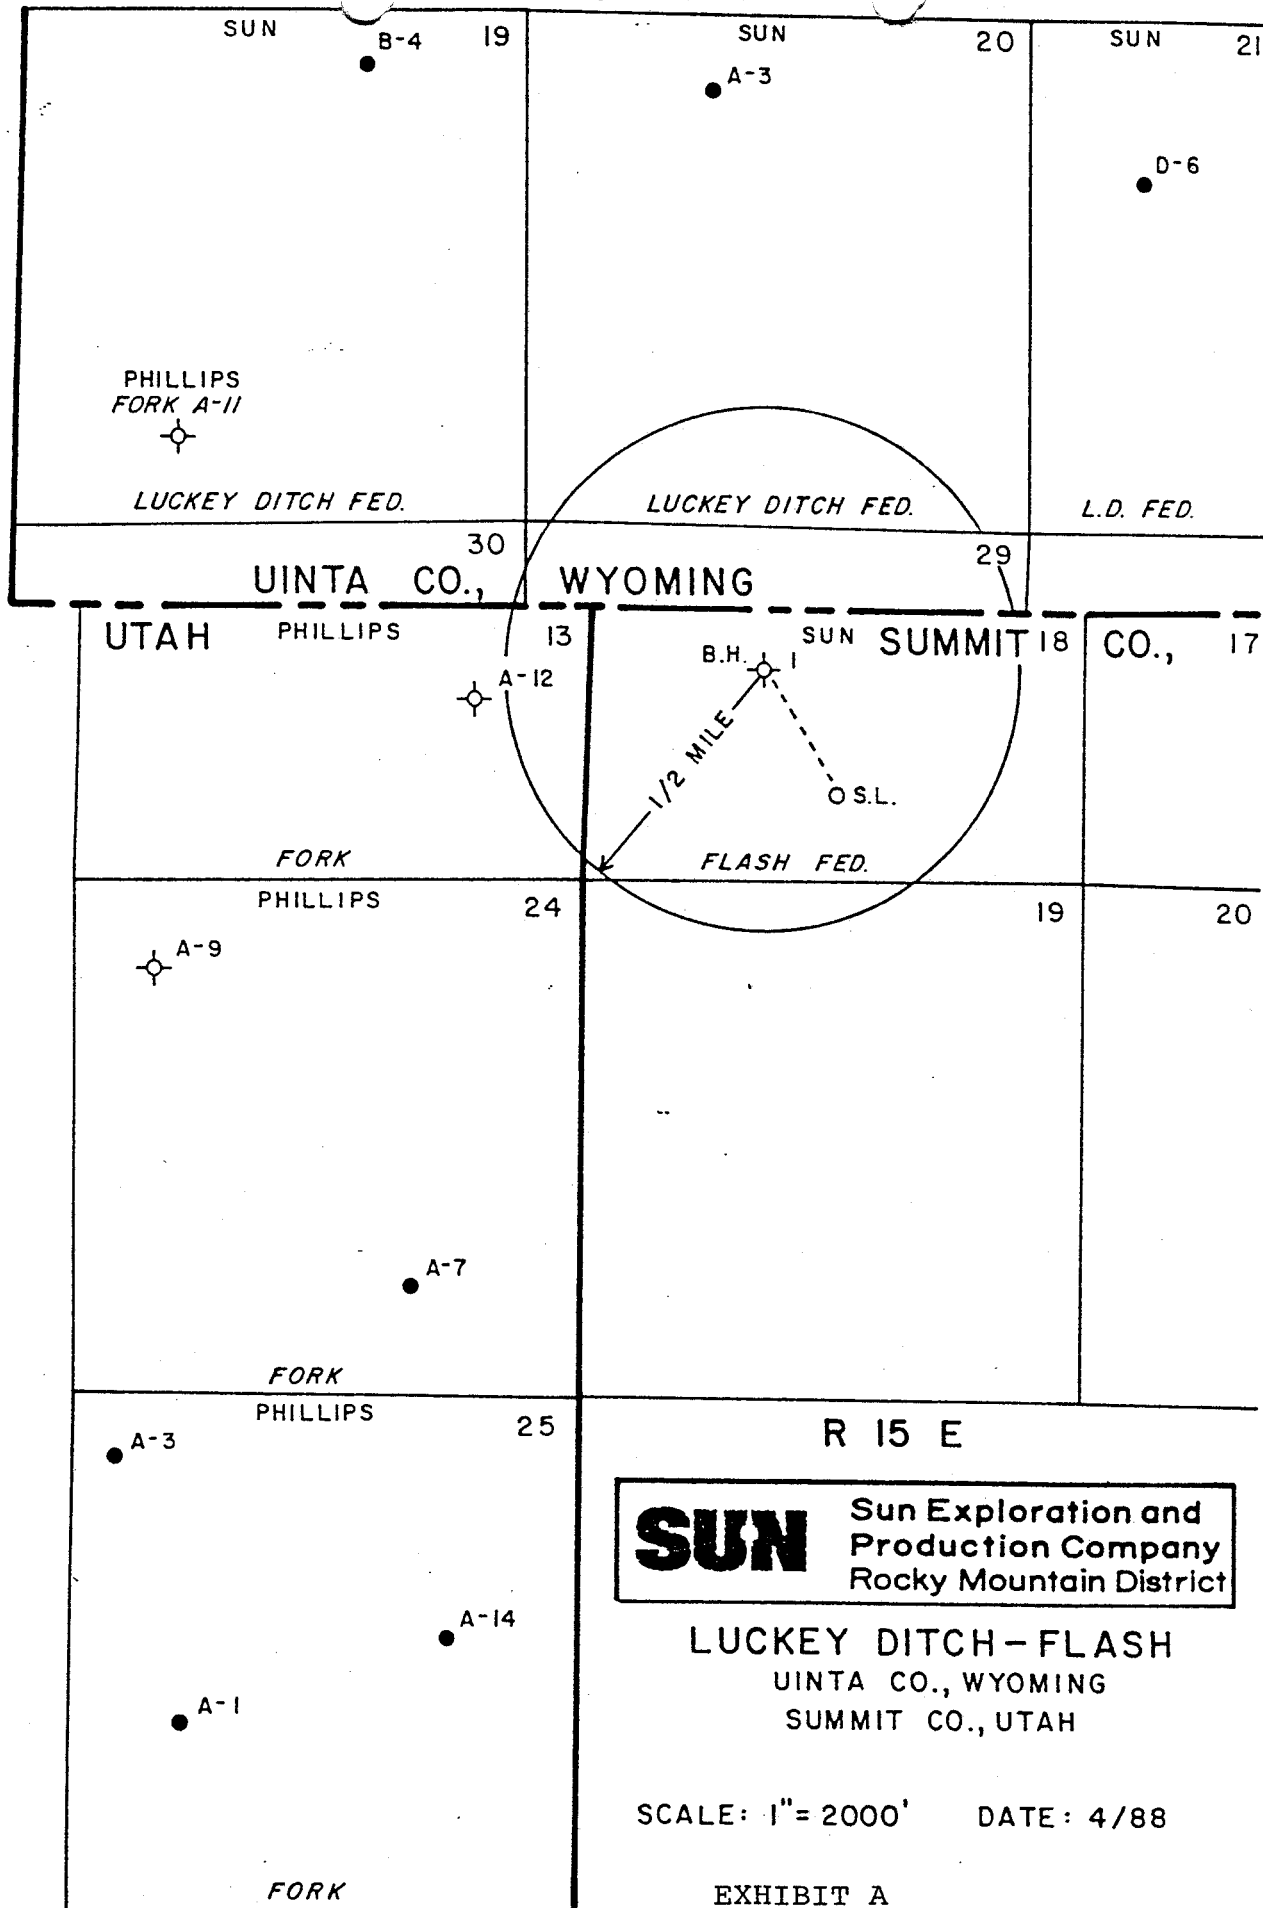 SUN
B-4
19
SUN
20
SUN
21
A-3
D-6
PHILLIPS
FORK A-11
LUCKEY DITCH FED.
LUCKEY DITCH FED.
L.D. FED.
30
29
UINTA CO., WYOMING
UTAH
PHILLIPS
13
SUN
SUMMIT CO.,
18
17
B.H.
1
A-12
1/2 MILE
S.L.
FORK
FLASH FED.
PHILLIPS
24
19
20
A-9
A-7
FORK
PHILLIPS
25
A-3
R 15 E
SUN
Sun Exploration and
Production Company
Rocky Mountain District
A-14
A-1
LUCKEY DITCH-FLASH
UINTA CO., WYOMING
SUMMIT CO., UTAH
SCALE: 1"= 2000' DATE: 4/88
FORK
EXHIBIT A